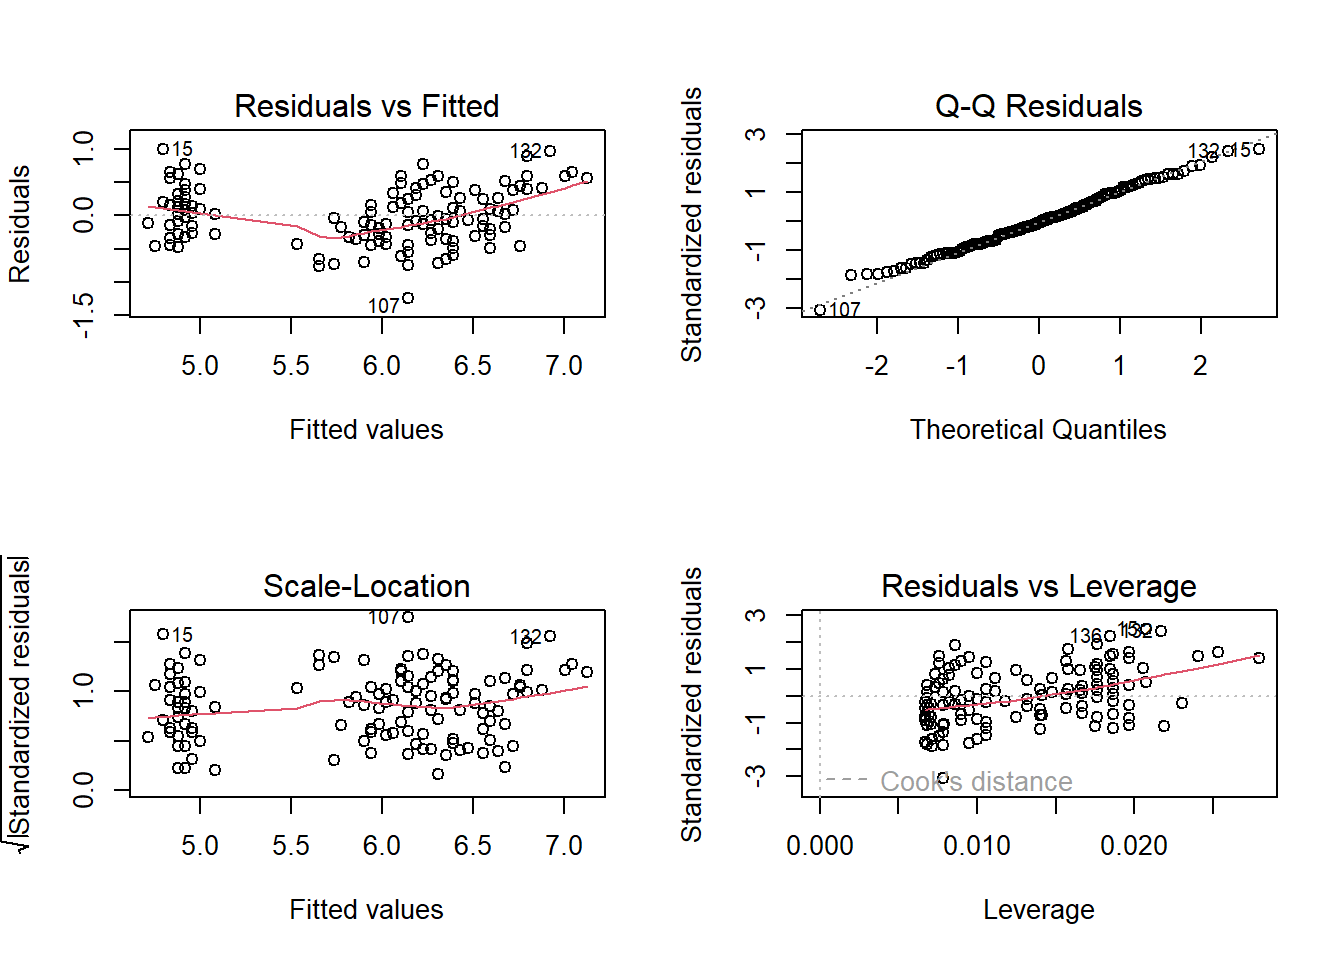 Residuals vs Fitted
Residuals
1.0
0.0
-1.5
15
132
107
5.0 5.5 6.0 6.5 7.0
Fitted values
Q-Q Residuals
Standardized residuals
3
1
-1
-3
132 15
107
-2 -1 0 1 2
Theoretical Quantiles
Scale-Location
√|Standardized residuals|
1.0
0.0
107
15
132
5.0 5.5 6.0 6.5 7.0
Fitted values
Residuals vs Leverage
Standardized residuals
3
1
-1
-3
136 15 132
Cook's distance
0.000 0.010 0.020
Leverage